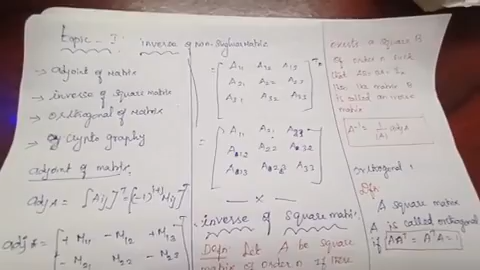 topic - I: inverse of non-singular matrix
→ adjoint of matrix
→ inverse of square matrix
→ orthogonal of matrix
→ cryptography
adjoint of matrix
adj A = [Aij]ᵀ = [(-1)^i+j Mij]ᵀ
adj A = [ + M11 - M12 + M13
- M21 M22 - M23
= [ A11 A12 A13
A21 A22 A23
A31 A32 A33 ]ᵀ
= [ A11 A21 A31
A12 A22 A32
A13 A23 A33 ]
— x —
inverse of square matrix
Defn: Let A be square
matrix of order n if there
exists a square B
of order n such
that
the matrix B
is called an inverse
matrix
A⁻¹ = 1/|A| adj A
orthogonal:
Dfn:
A square matrix
A is called orthogonal
if AAᵀ = AᵀA = I